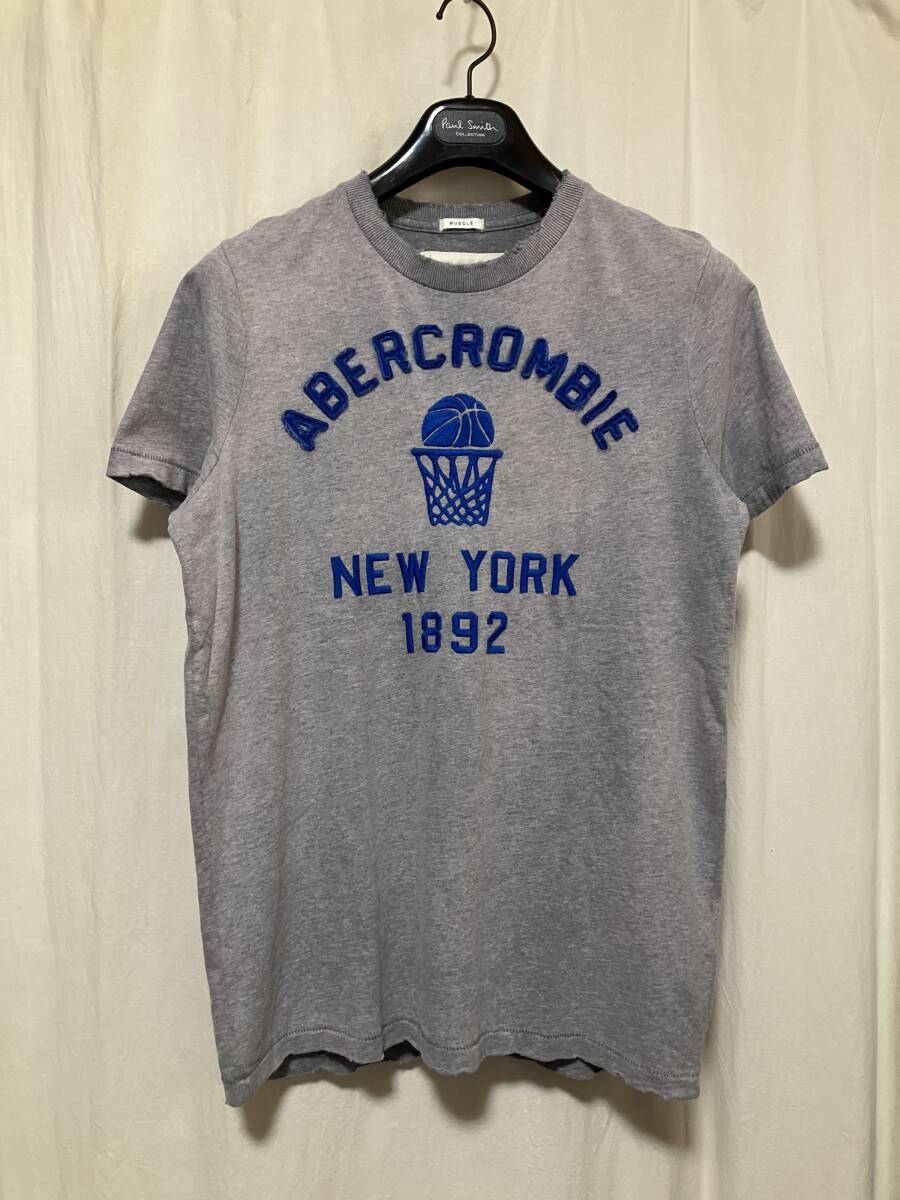 Paul Smith
COLLECTION
MUSCLE
ABERCROMBIE
NEW YORK
1892